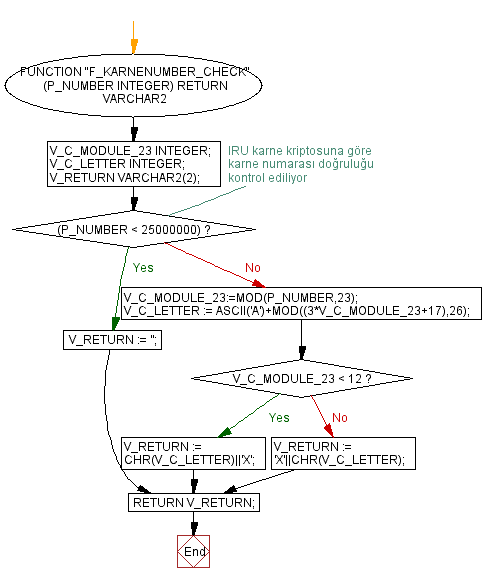 FUNCTION "F_KARNENUMBER_CHECK"
(P_NUMBER INTEGER) RETURN
VARCHAR2
V_C_MODULE_23 INTEGER;
V_C_LETTER INTEGER;
V_RETURN VARCHAR2(2);
IRU karne kriptosuna göre
karne numarası doğruluğu
kontrol ediliyor
(P_NUMBER < 25000000) ?
Yes
No
V_C_MODULE_23:=MOD(P_NUMBER,23);
V_C_LETTER := ASCII('A')+MOD((3*V_C_MODULE_23+17),26);
V_RETURN := '';
V_C_MODULE_23 < 12 ?
Yes
No
V_RETURN :=
CHR(V_C_LETTER)||'X';
V_RETURN :=
'X'||CHR(V_C_LETTER);
RETURN V_RETURN;
End